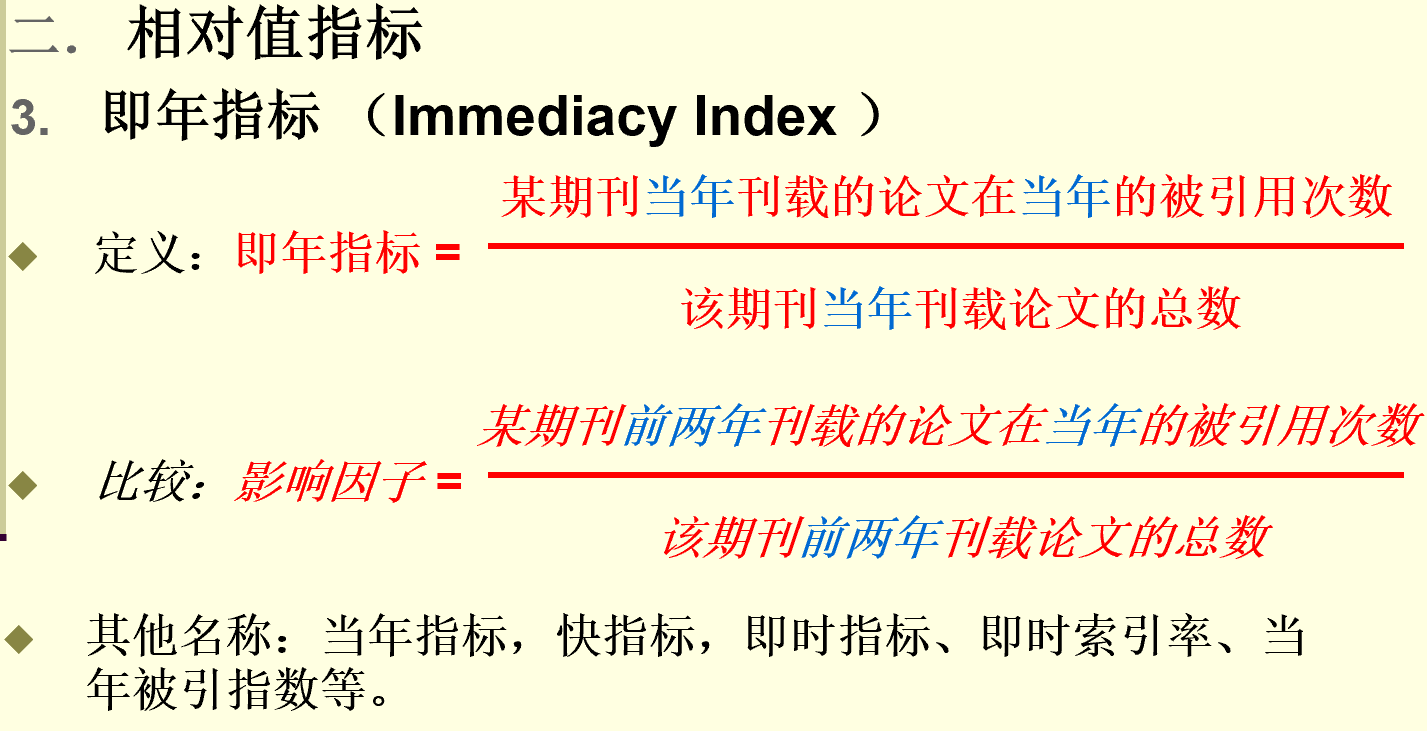 二. 相对值指标
3. 即年指标 （Immediacy Index ）
某期刊当年刊载的论文在当年的被引用次数
定义：即年指标 =
该期刊当年刊载论文的总数
某期刊前两年刊载的论文在当年的被引用次数
比较：影响因子 =
该期刊前两年刊载论文的总数
其他名称：当年指标，快指标，即时指标、即时索引率、当
年被引指数等。